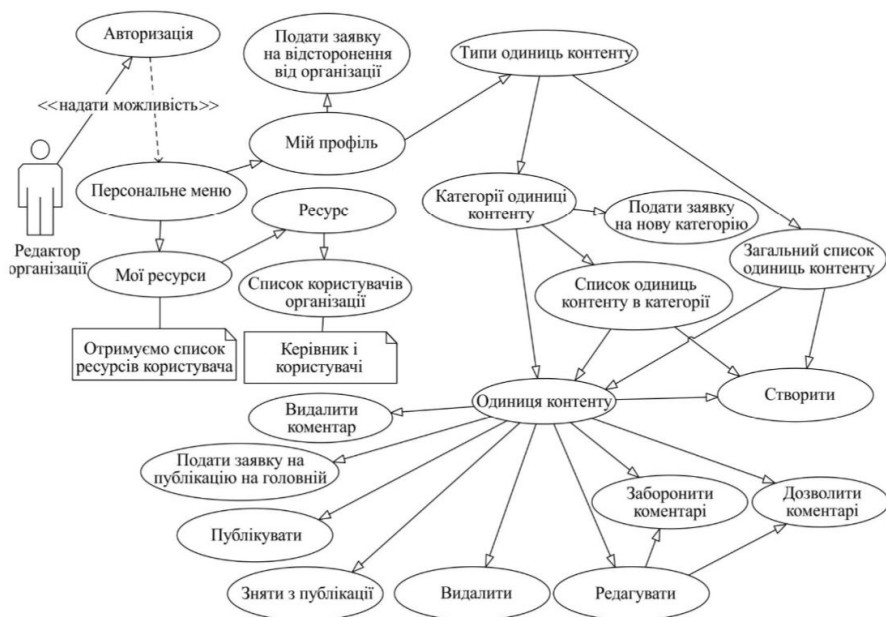 Авторизація
Подати заявку
на відсторонення
від організації
Типи одиниць контенту
<<надати можливість>>
Мій профіль
Персональне меню
Категорії одиниці
контенту
Ресурс
Подати заявку
на нову категорію
Редактор
організації
Мої ресурси
Список користувачів
організації
Список одиниць
контенту в категорії
Загальний список
одиниць контенту
Отримуємо список
ресурсів користувача
Керівник і
користувачі
Одиниця контенту
Створити
Видалити
коментар
Подати заявку на
публікацію на головній
Заборонити
коментарі
Дозволити
коментарі
Публікувати
Зняти з публікації
Видалити
Редагувати